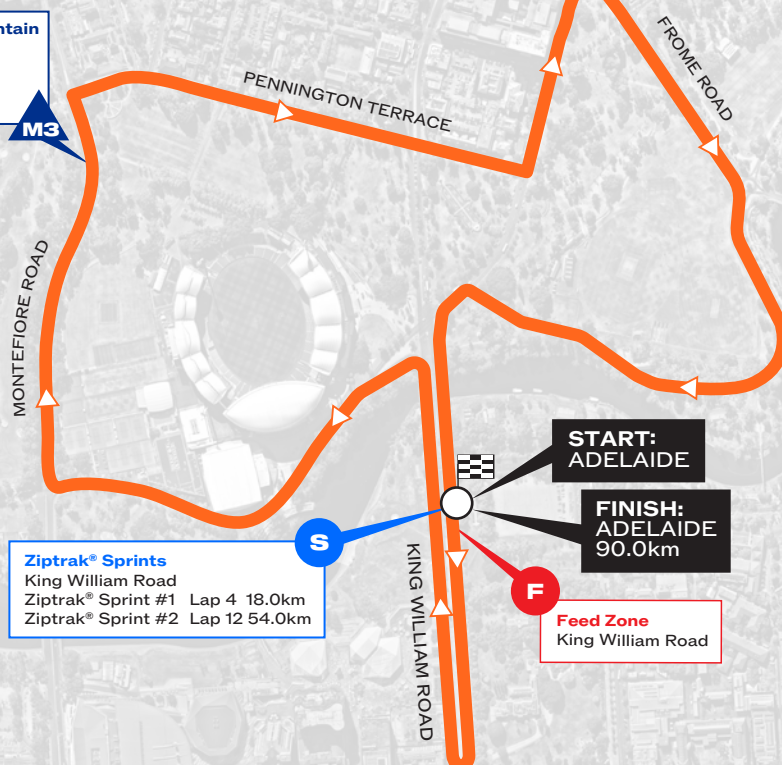 FROME ROAD
PENNINGTON TERRACE
M3
MONTEFIORE ROAD
START:
ADELAIDE
FINISH:
ADELAIDE
90.0km
S
Ziptrak® Sprints
King William Road
Ziptrak® Sprint #1 Lap 4 18.0km
Ziptrak® Sprint #2 Lap 12 54.0km
KING WILLIAM ROAD
F
Feed Zone
King William Road